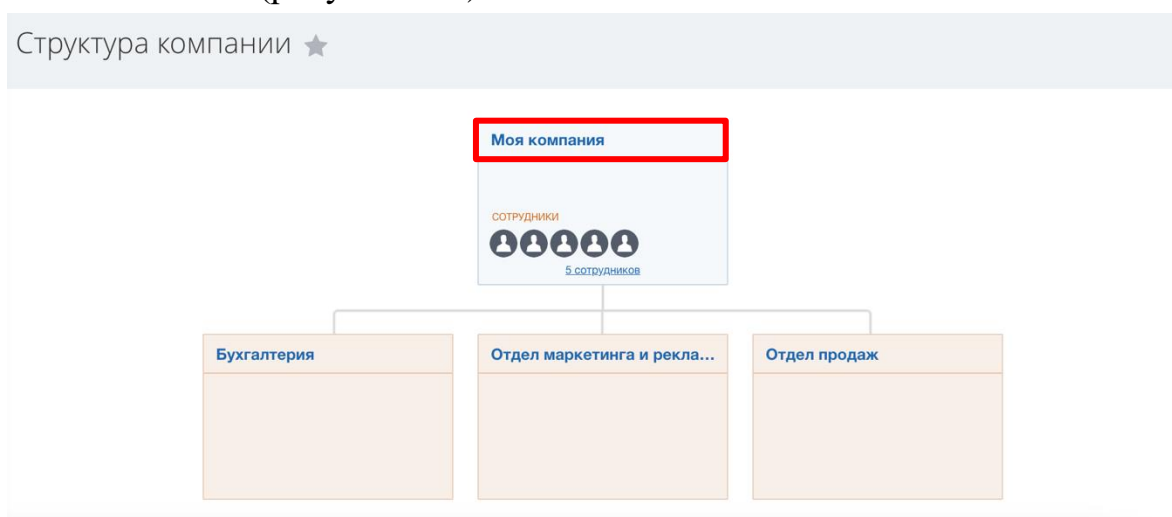 Структура компании
Моя компания
СОТРУДНИКИ
5 сотрудников
Бухгалтерия
Отдел маркетинга и рекла...
Отдел продаж